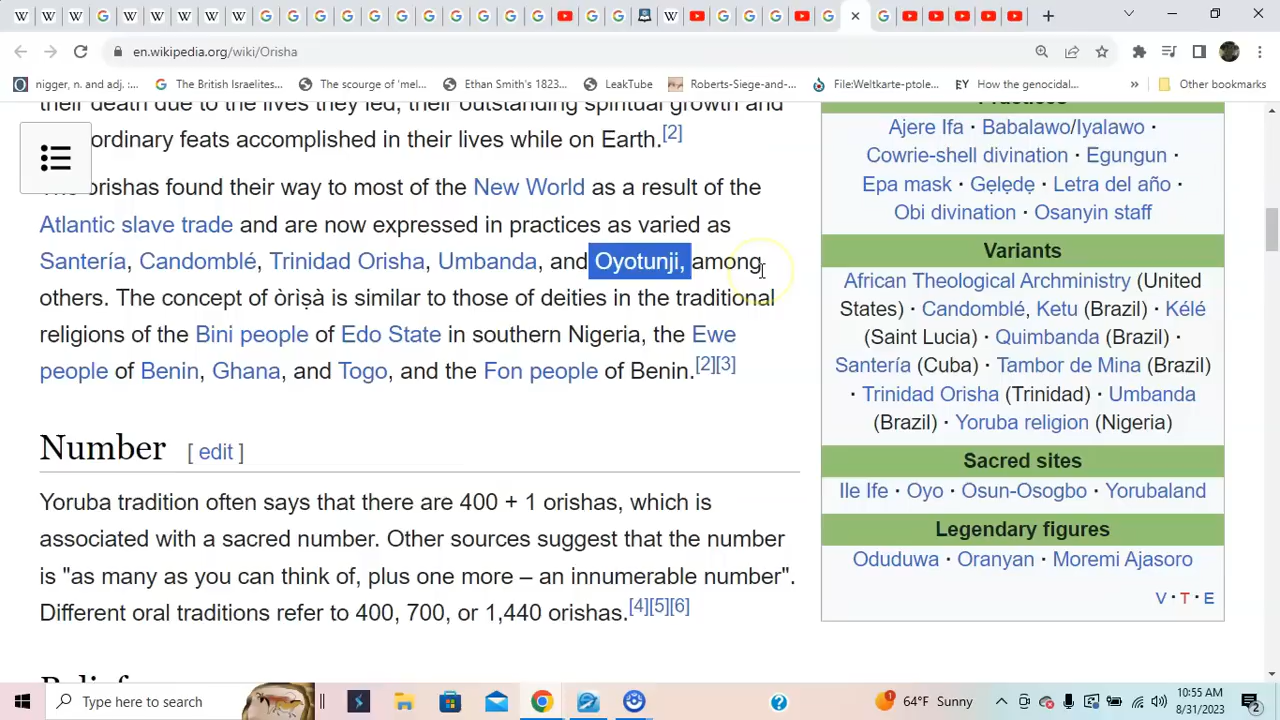 en.wikipedia.org/wiki/Orisha
nigger, n. and adj. :...
The British Israelites...
The scourge of 'mel...
Ethan Smith's 1823...
LeakTube
Roberts-Siege-and-...
File:Weltkarte-ptole...
EY How the genocidal...
»
Other bookmarks
their death due to the lives they led, their outstanding spiritual growth and
ordinary feats accomplished in their lives while on Earth.[2]
The orishas found their way to most of the New World as a result of the
Atlantic slave trade and are now expressed in practices as varied as
Santería, Candomblé, Trinidad Orisha, Umbanda, and Oyotunji, among
others. The concept of òrìṣà is similar to those of deities in the traditional
religions of the Bini people of Edo State in southern Nigeria, the Ewe
people of Benin, Ghana, and Togo, and the Fon people of Benin.[2][3]
Number [ edit ]
Yoruba tradition often says that there are 400 + 1 orishas, which is
associated with a sacred number. Other sources suggest that the number
is "as many as you can think of, plus one more – an innumerable number".
Different oral traditions refer to 400, 700, or 1,440 orishas.[4][5][6]
Practices
Ajere Ifa · Babalawo/Iyalawo ·
Cowrie-shell divination · Egungun ·
Epa mask · Gẹlẹdẹ · Letra del año ·
Obi divination · Osanyin staff
Variants
African Theological Archministry (United
States) · Candomblé, Ketu (Brazil) · Kélé
(Saint Lucia) · Quimbanda (Brazil) ·
Santería (Cuba) · Tambor de Mina (Brazil)
· Trinidad Orisha (Trinidad) · Umbanda
(Brazil) · Yoruba religion (Nigeria)
Sacred sites
Ile Ife · Oyo · Osun-Osogbo · Yorubaland
Legendary figures
Oduduwa · Oranyan · Moremi Ajasoro
V · T · E
Type here to search
64°F Sunny
10:55 AM
8/31/2023
2